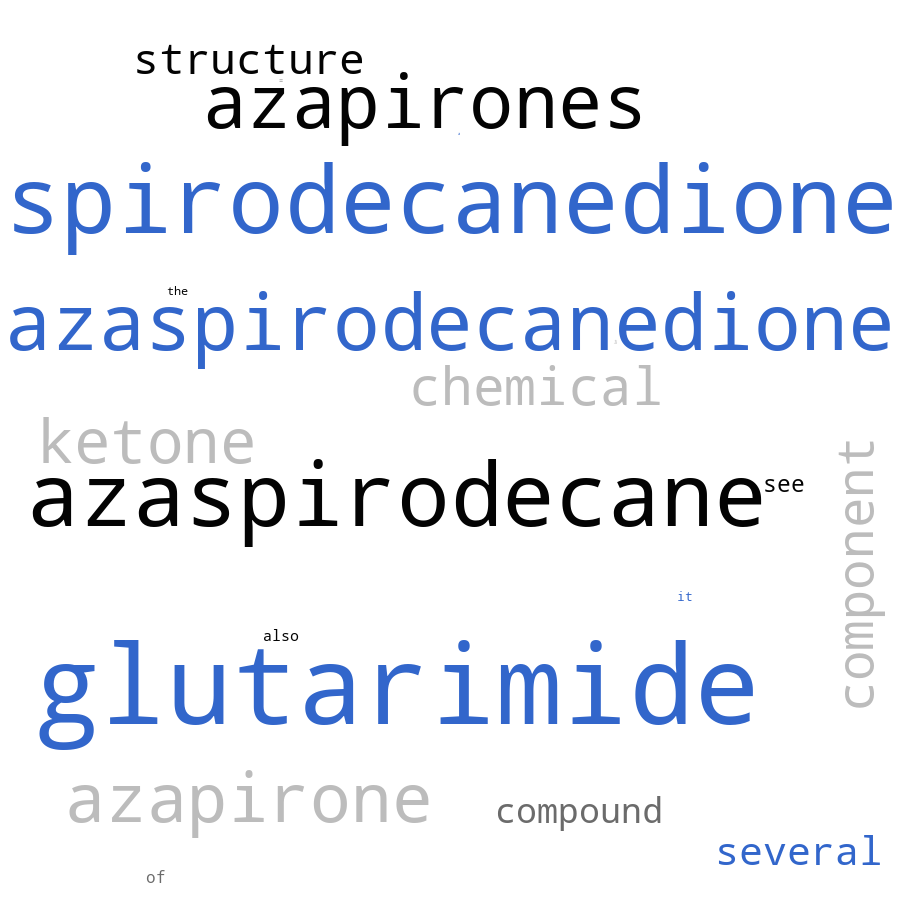 structure
azapirones
spirodecanedione
the
azaspirodecanedione
chemical
ketone
azaspirodecane
see
component
it
also
glutarimide
azapirone
compound
several
of